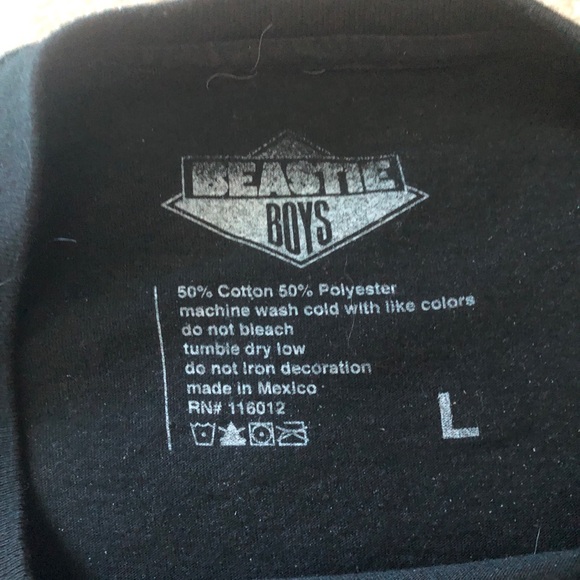 BEASTIE
BOYS
50% Cotton 50% Polyester
machine wash cold with like colors
do not bleach
tumble dry low
do not iron decoration
made in Mexico
RN# 116012
L